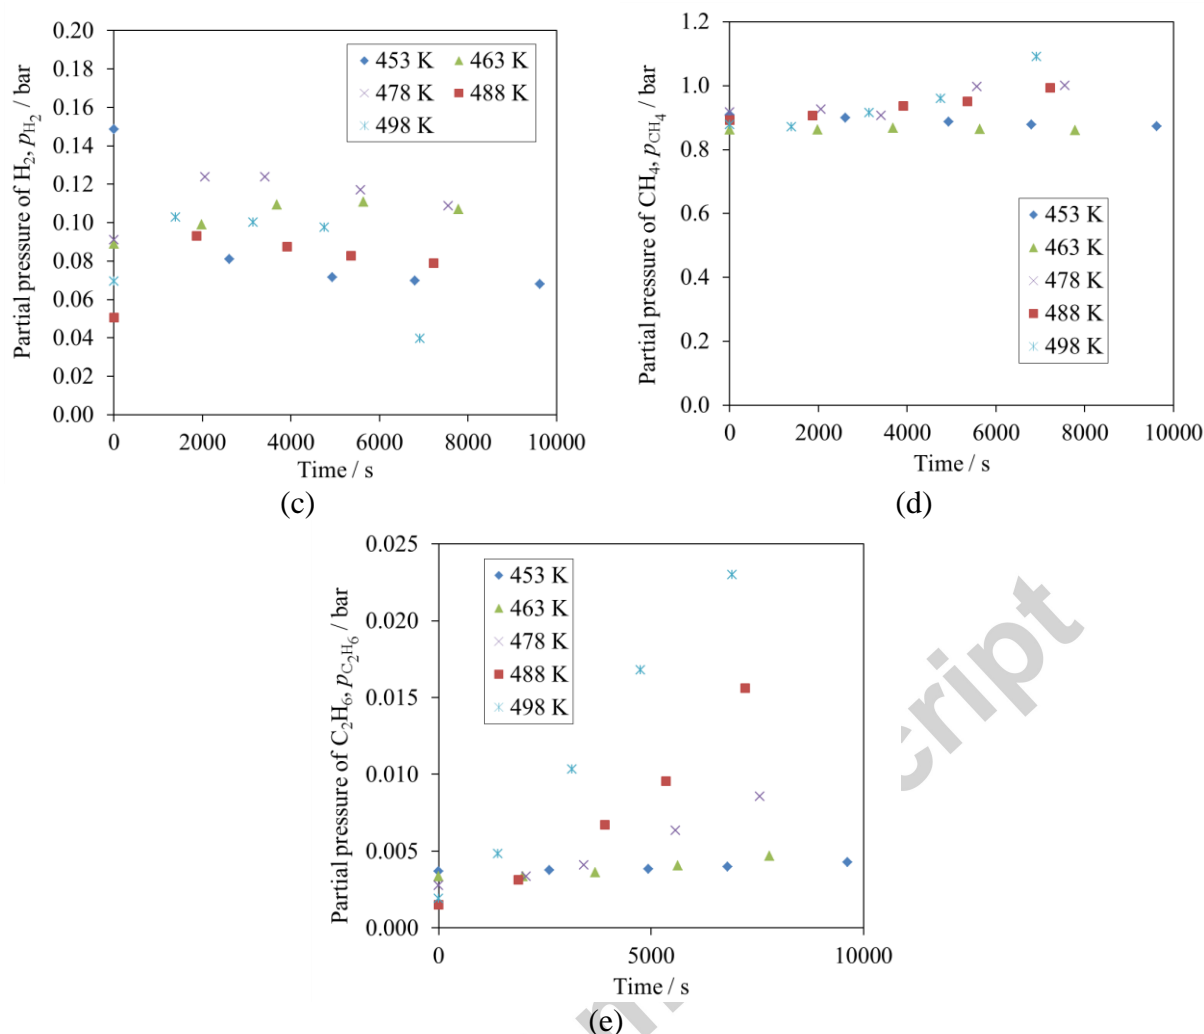 Partial pressure of H2, pH2 / bar
0.20
0.18
0.16
0.14
0.12
0.10
0.08
0.06
0.04
0.02
0.00
453 K 463 K
478 K 488 K
498 K
0 2000 4000 6000 8000 10000
Time / s
(c)
Partial pressure of CH4, pCH4 / bar
1.2
1.0
0.8
0.6
0.4
0.2
0.0
453 K
463 K
478 K
488 K
498 K
0 2000 4000 6000 8000 10000
Time / s
(d)
Partial pressure of C2H6, pC2H6 / bar
0.025
0.020
0.015
0.010
0.005
0.000
453 K
463 K
478 K
488 K
498 K
0 5000 10000
Time / s
(e)